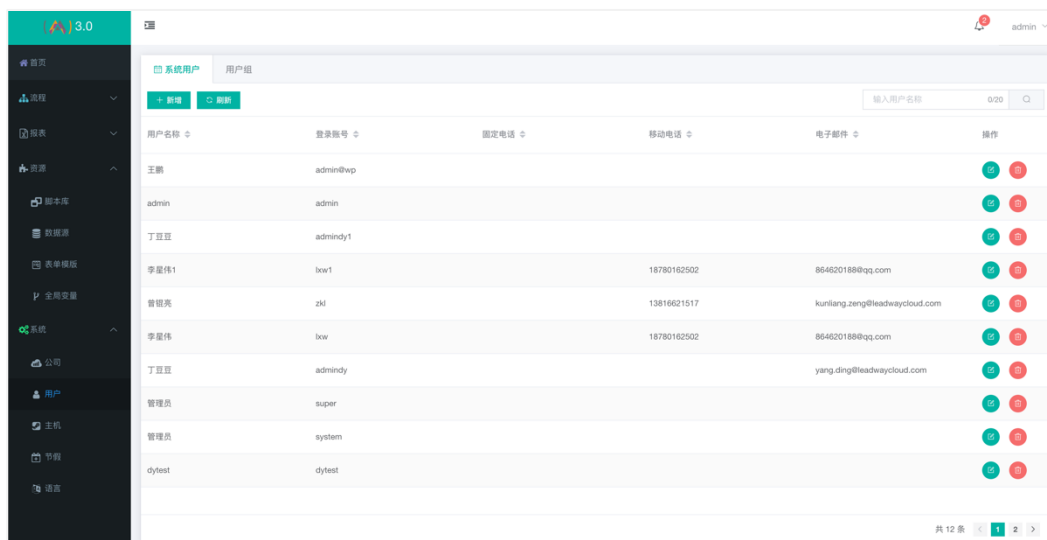 3.0
2
admin
首页
流程
报表
资源
脚本库
数据源
表单模版
全局变量
系统
公司
用户
主机
节假
语言
系统用户 用户组
+ 新增 刷新
输入用户名称 0/20
用户名称 登录账号 固定电话 移动电话 电子邮件 操作
王鹏 admin@wp
admin admin
丁豆豆 admindy1
李星伟1 lxw1 18780162502 864620188@qq.com
曾锟亮 zkl 13816621517 kunliang.zeng@leadwaycloud.com
李星伟 lxw 18780162502 864620188@qq.com
丁豆豆 admindy yang.ding@leadwaycloud.com
管理员 super
管理员 system
dytest dytest
共 12 条 < 1 2 >